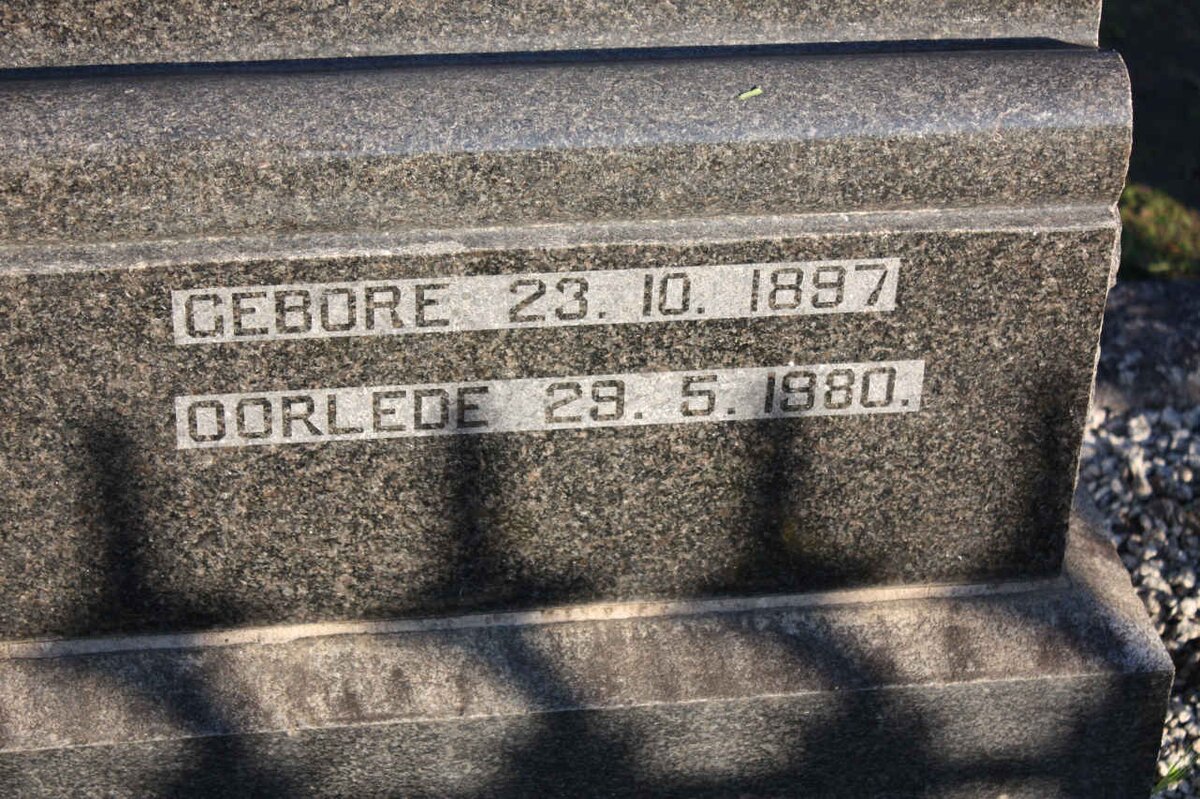 GEBORE 23. 10. 1897
OORLEDE 29. 5. 1980.